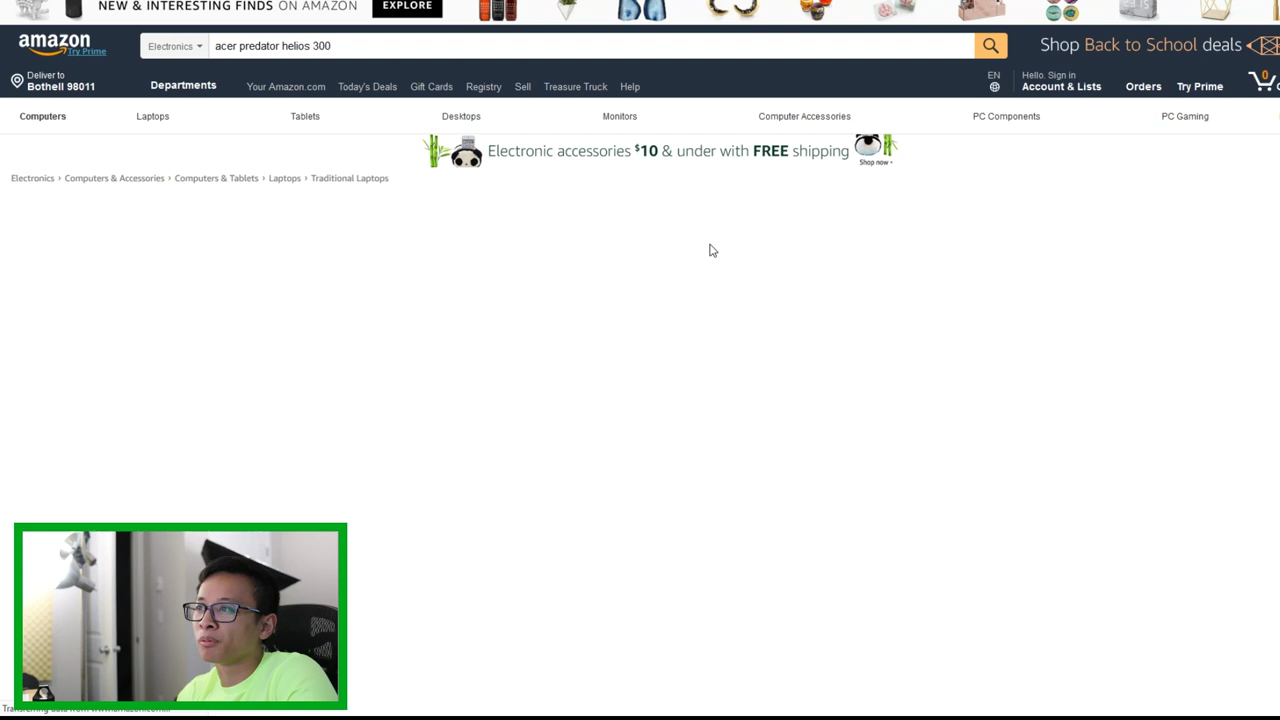 NEW & INTERESTING FINDS ON AMAZON EXPLORE
amazon Electronics acer predator helios 300 Shop Back to School deals
Try Prime
Deliver to EN Hello. Sign in 0
Bothell 98011 Departments Your Amazon.com Today's Deals Gift Cards Registry Sell Treasure Truck Help Account & Lists Orders Try Prime
Computers Laptops Tablets Desktops Monitors Computer Accessories PC Components PC Gaming
Electronic accessories $10 & under with FREE shipping Shop now ›
Electronics › Computers & Accessories › Computers & Tablets › Laptops › Traditional Laptops